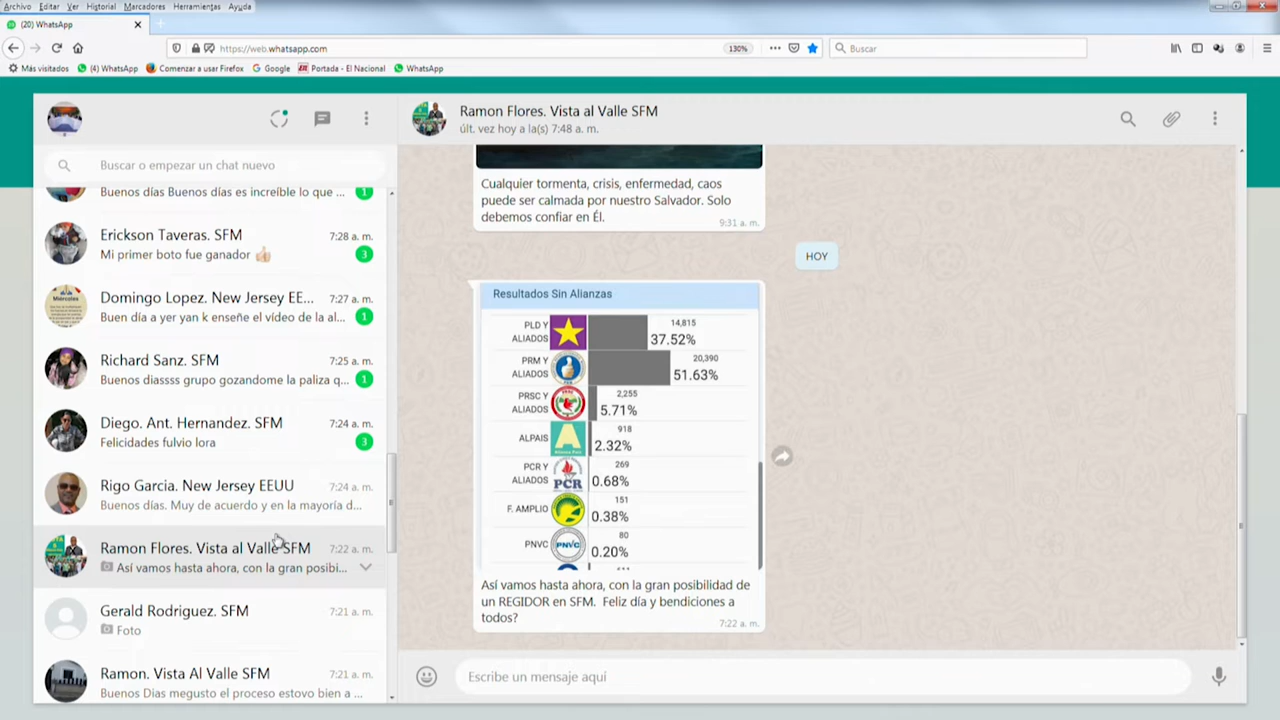 Archivo Editar Ver Historial Marcadores Herramientas Ayuda
(20) WhatsApp
https://web.whatsapp.com
130%
Buscar
Más visitados (4) WhatsApp Comenzar a usar Firefox Google Portada - El Nacional WhatsApp
Buscar o empezar un chat nuevo
Buenos días Buenos días es increíble lo que ...
1
Erickson Taveras. SFM 7:28 a. m.
Mi primer boto fue ganador 3
Domingo Lopez. New Jersey EE... 7:27 a. m.
Buen día a yer yan k enseñe el vídeo de la al... 1
Richard Sanz. SFM 7:25 a. m.
Buenos diassss grupo gozandome la paliza q... 1
Diego. Ant. Hernandez. SFM 7:24 a. m.
Felicidades fulvio lora 3
Rigo Garcia. New Jersey EEUU 7:24 a. m.
Buenos días. Muy de acuerdo y en la mayoría d...
Ramon Flores. Vista al Valle SFM 7:22 a. m.
Así vamos hasta ahora, con la gran posibi...
Gerald Rodriguez. SFM 7:21 a. m.
Foto
Ramon. Vista Al Valle SFM 7:21 a. m.
Buenos Dias megusto el proceso estovo bien a ...
Ramon Flores. Vista al Valle SFM
últ. vez hoy a la(s) 7:48 a. m.
Cualquier tormenta, crisis, enfermedad, caos
puede ser calmada por nuestro Salvador. Solo
debemos confiar en Él.
9:31 a. m.
HOY
Resultados Sin Alianzas
PLD Y
ALIADOS
14,815
37.52%
PRM Y
ALIADOS
20,390
51.63%
PRSC Y
ALIADOS
2,255
5.71%
ALPAIS
918
2.32%
PCR Y
ALIADOS
PCR
269
0.68%
F. AMPLIO
151
0.38%
PNVC
PNVC
80
0.20%
Así vamos hasta ahora, con la gran posibilidad de
un REGIDOR en SFM. Feliz día y bendiciones a
todos?
7:22 a. m.
Escribe un mensaje aquí